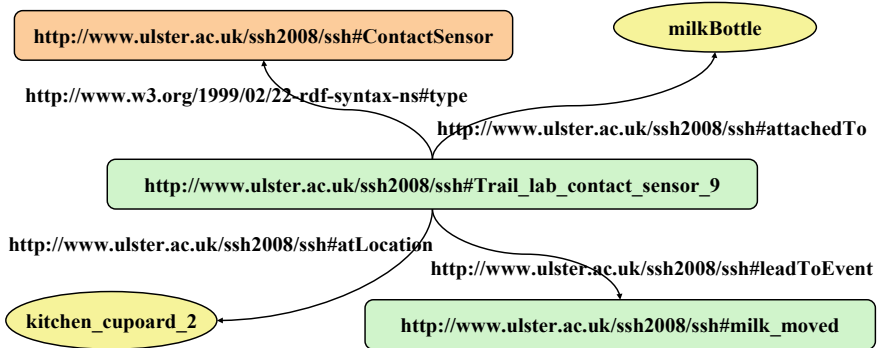 http://www.ulster.ac.uk/ssh2008/ssh#ContactSensor
milkBottle
http://www.w3.org/1999/02/22-rdf-syntax-ns#type
http://www.ulster.ac.uk/ssh2008/ssh#attachedTo
http://www.ulster.ac.uk/ssh2008/ssh#Trail_lab_contact_sensor_9
http://www.ulster.ac.uk/ssh2008/ssh#atLocation
http://www.ulster.ac.uk/ssh2008/ssh#leadToEvent
kitchen_cupoard_2
http://www.ulster.ac.uk/ssh2008/ssh#milk_moved